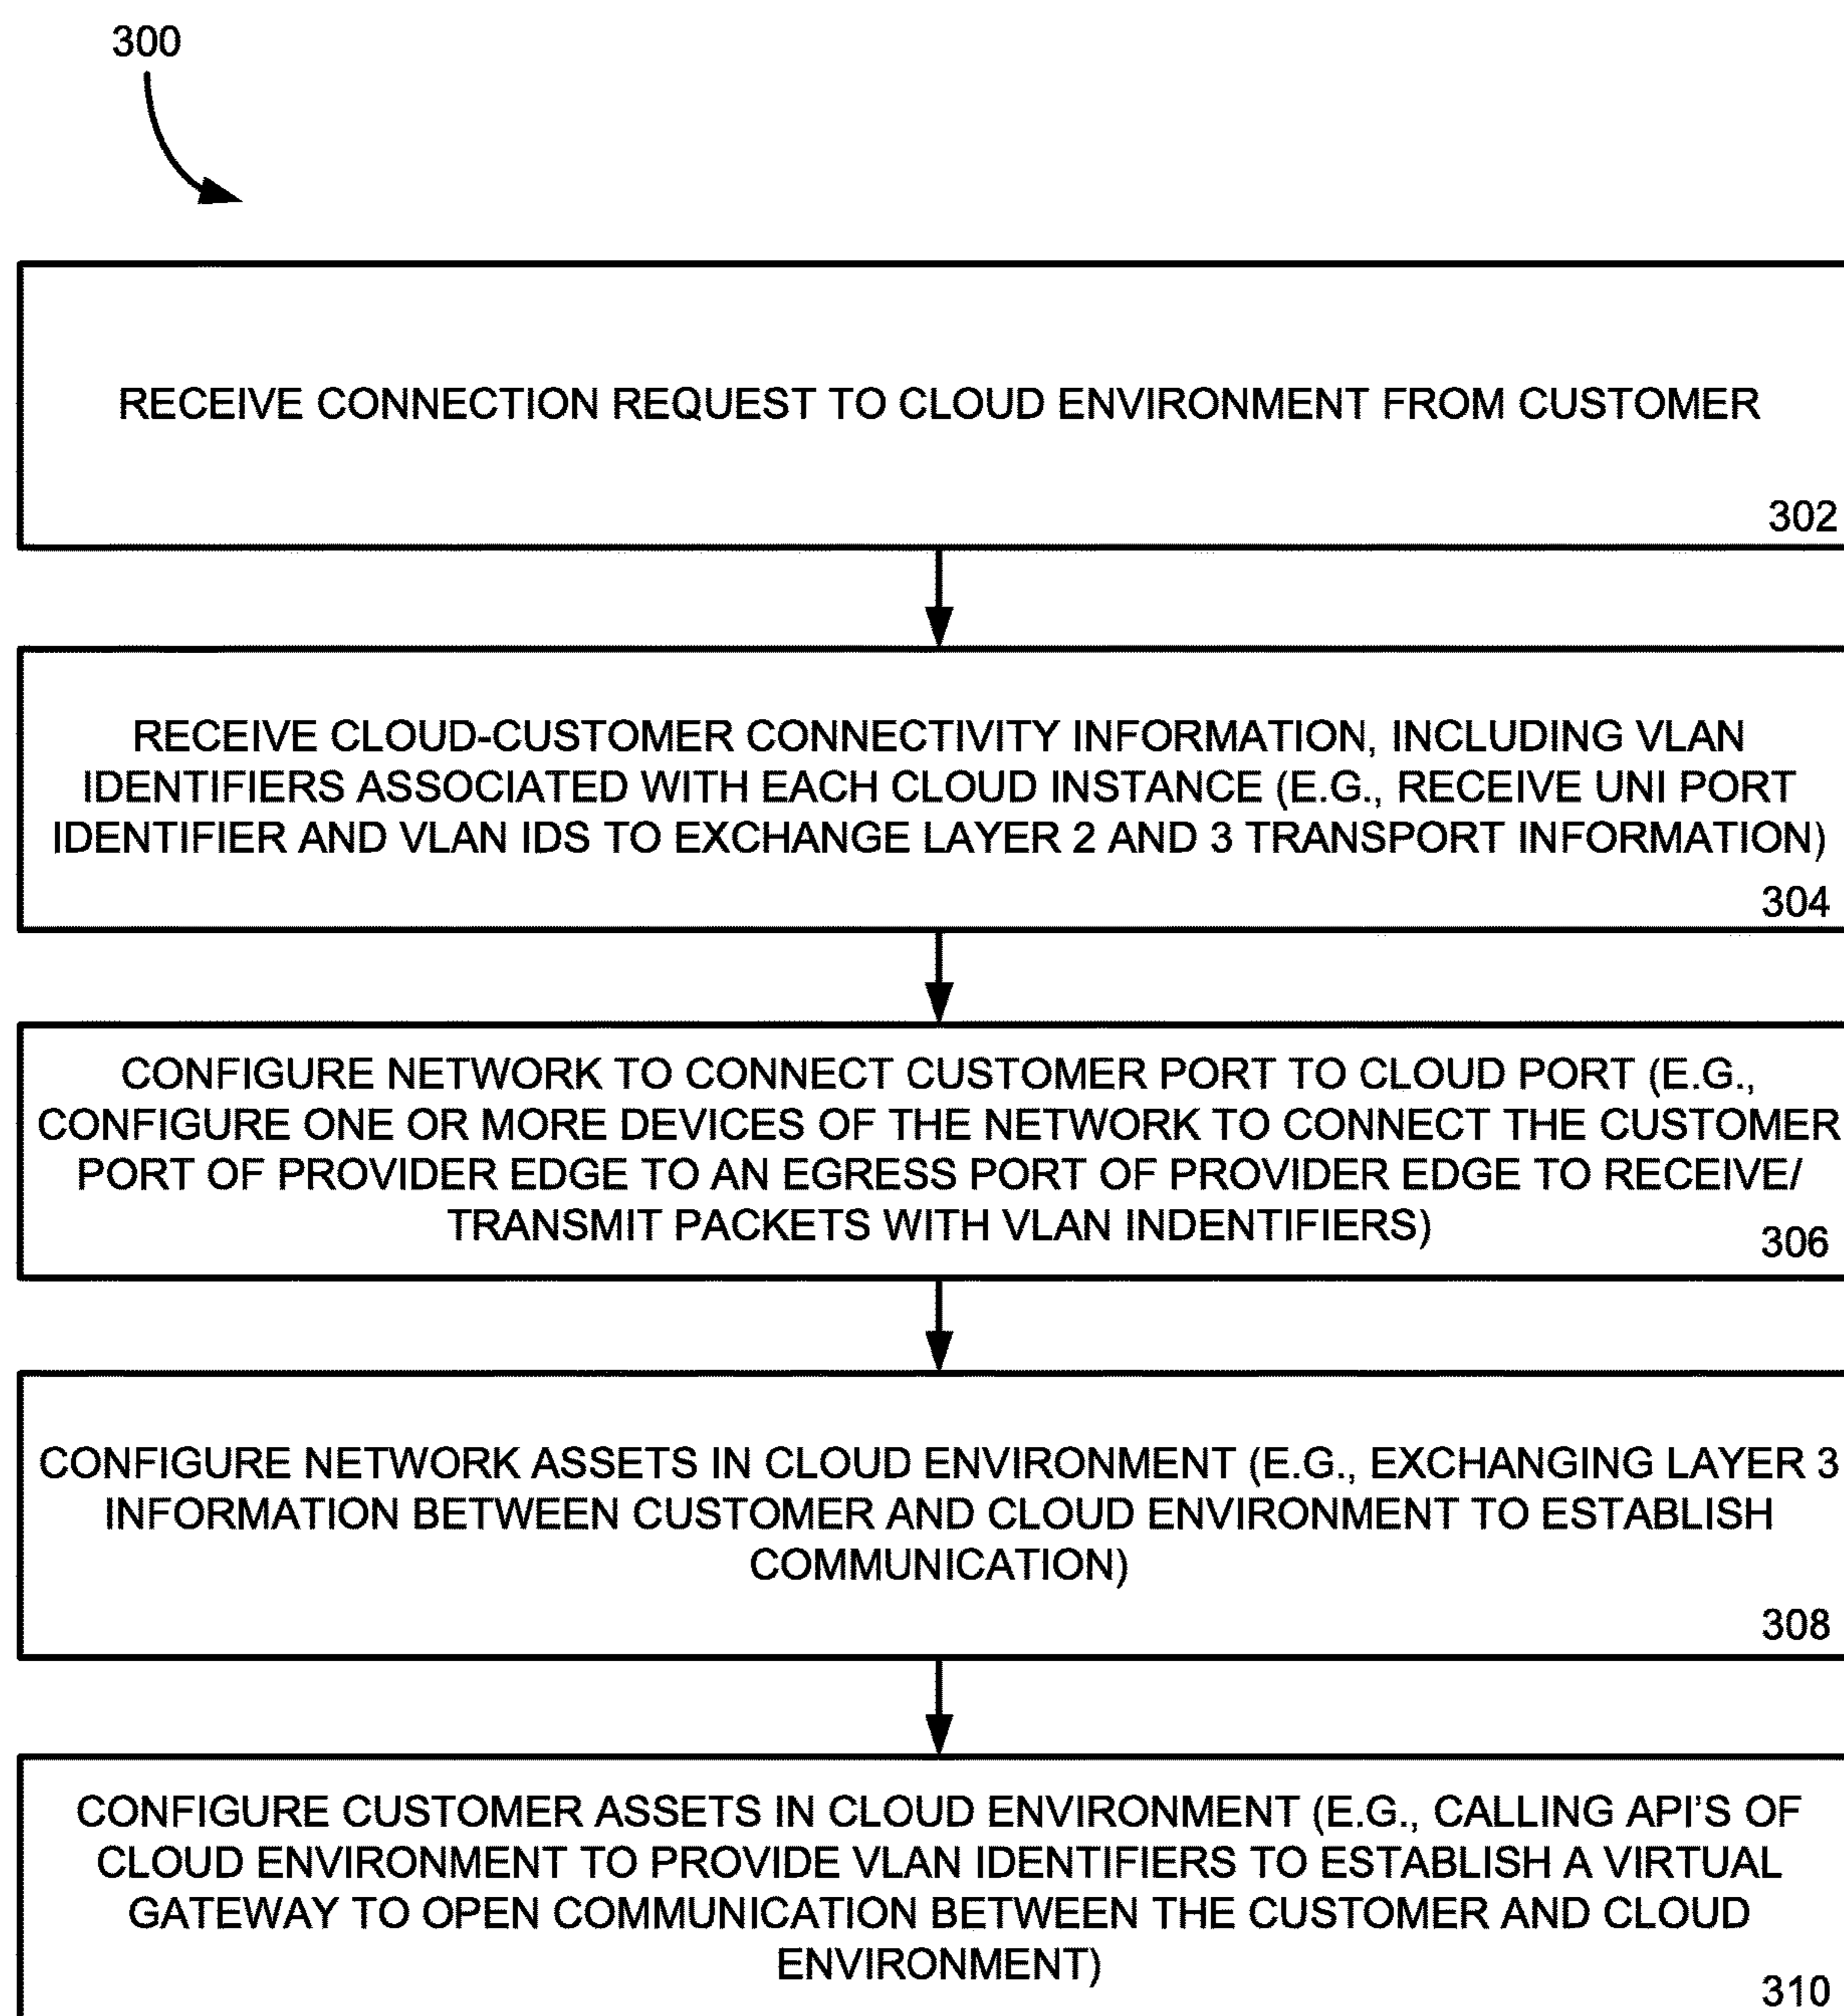 300
RECEIVE CONNECTION REQUEST TO CLOUD ENVIRONMENT FROM CUSTOMER
302
RECEIVE CLOUD-CUSTOMER CONNECTIVITY INFORMATION, INCLUDING VLAN
IDENTIFIERS ASSOCIATED WITH EACH CLOUD INSTANCE (E.G., RECEIVE UNI PORT
IDENTIFIER AND VLAN IDS TO EXCHANGE LAYER 2 AND 3 TRANSPORT INFORMATION)
304
CONFIGURE NETWORK TO CONNECT CUSTOMER PORT TO CLOUD PORT (E.G.,
CONFIGURE ONE OR MORE DEVICES OF THE NETWORK TO CONNECT THE CUSTOMER
PORT OF PROVIDER EDGE TO AN EGRESS PORT OF PROVIDER EDGE TO RECEIVE/
TRANSMIT PACKETS WITH VLAN INDENTIFIERS)
306
CONFIGURE NETWORK ASSETS IN CLOUD ENVIRONMENT (E.G., EXCHANGING LAYER 3
INFORMATION BETWEEN CUSTOMER AND CLOUD ENVIRONMENT TO ESTABLISH
COMMUNICATION)
308
CONFIGURE CUSTOMER ASSETS IN CLOUD ENVIRONMENT (E.G., CALLING API'S OF
CLOUD ENVIRONMENT TO PROVIDE VLAN IDENTIFIERS TO ESTABLISH A VIRTUAL
GATEWAY TO OPEN COMMUNICATION BETWEEN THE CUSTOMER AND CLOUD
ENVIRONMENT)
310